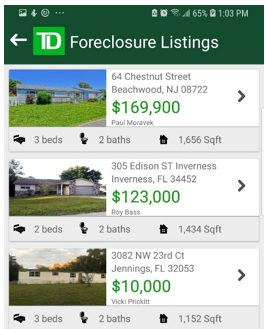 65% 1:03 PM
TD Foreclosure Listings
64 Chestnut Street
Beachwood, NJ 08722
$169,900
Paul Moravek
3 beds 2 baths 1,656 Sqft
305 Edison ST Inverness
Inverness, FL 34452
$123,000
Roy Bass
2 beds 2 baths 1,434 Sqft
3082 NW 23rd Ct
Jennings, FL 32053
$10,000
Vicki Prickitt
3 beds 2 baths 1,152 Sqft